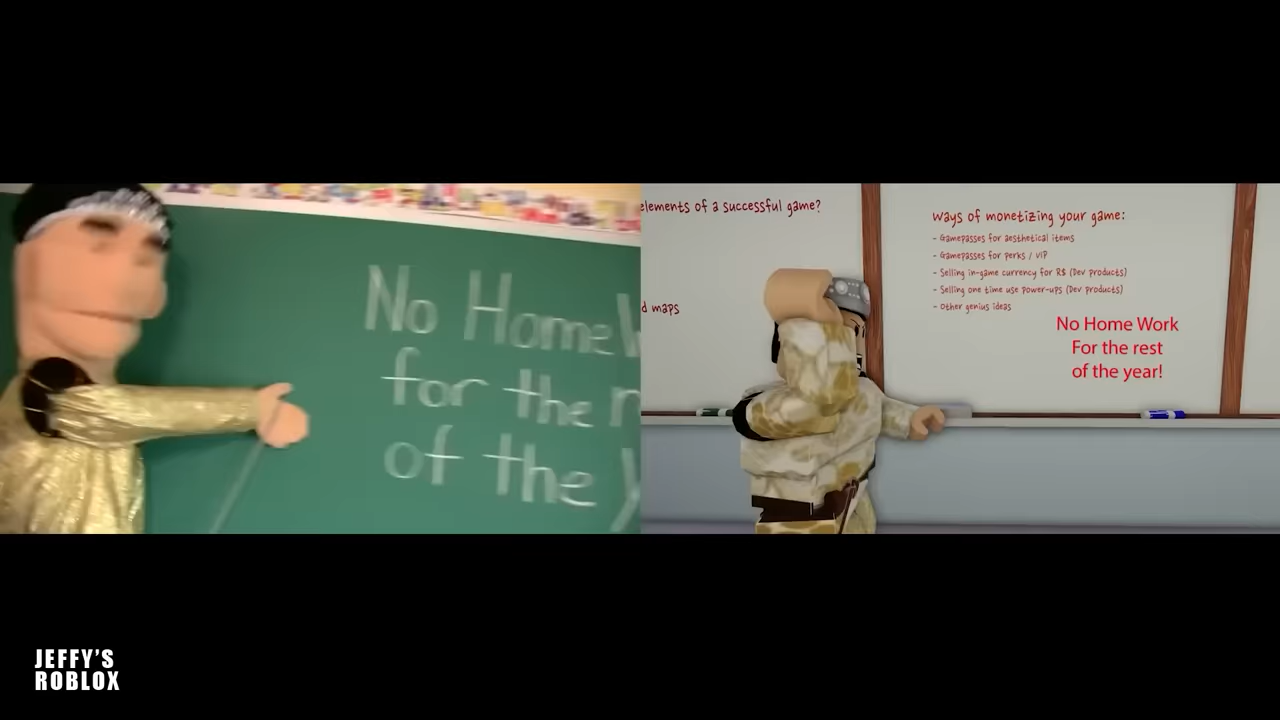 No Home
for the
of the
elements of a successful game?
d maps
Ways of monetizing your game:
- Gamepasses for aesthetical items
- Gamepasses for perks / VIP
- Selling in-game currency for R$ (Dev products)
- Selling one time use power-ups (Dev products)
- Other genius ideas
No Home Work
For the rest
of the year!
JEFFY'S
ROBLOX